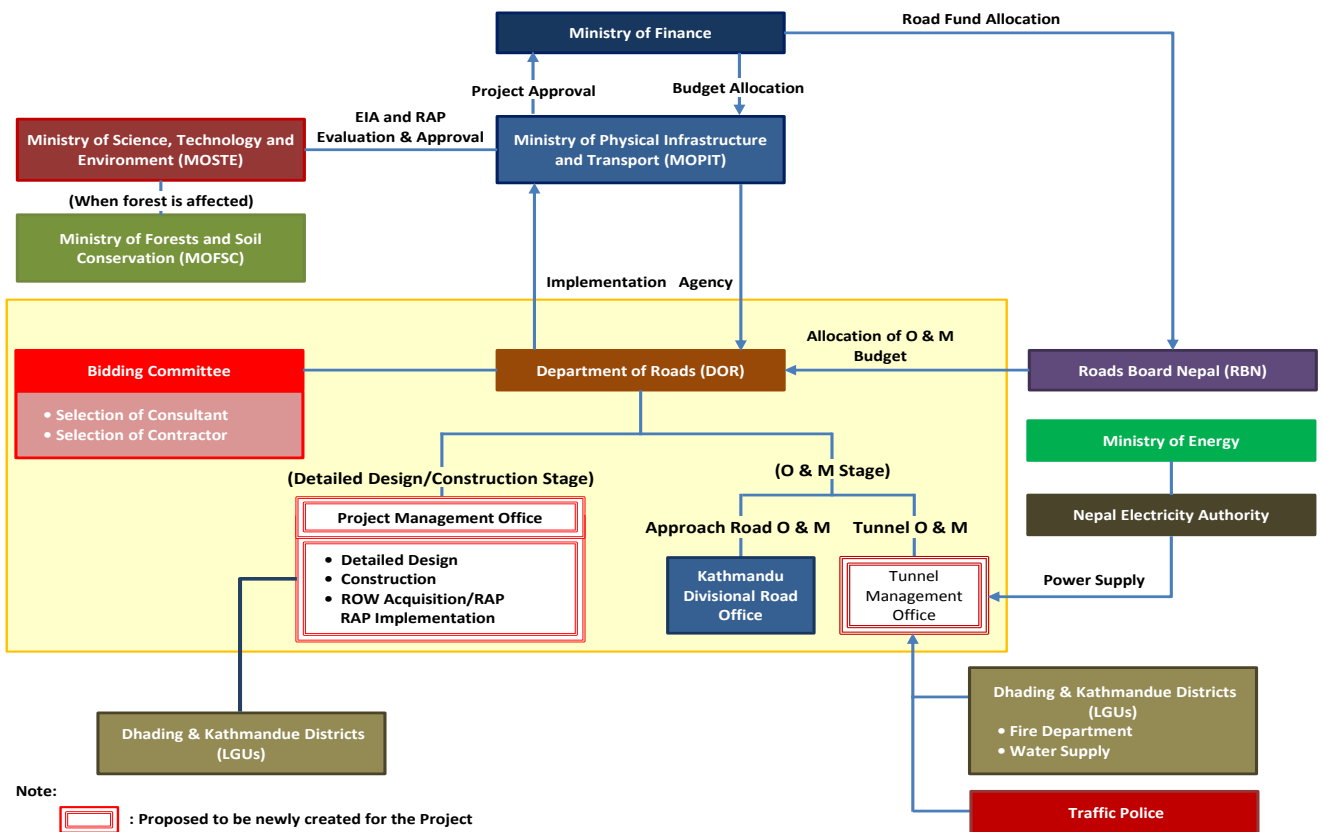 Road Fund Allocation
Ministry of Finance
Project Approval
Budget Allocation
EIA and RAP
Evaluation & Approval
Ministry of Science, Technology and
Environment (MOSTE)
Ministry of Physical Infrastructure
and Transport (MOPIT)
(When forest is affected)
Ministry of Forests and Soil
Conservation (MOFSC)
Implementation Agency
Allocation of O & M
Budget
Bidding Committee
• Selection of Consultant
• Selection of Contractor
Department of Roads (DOR)
Roads Board Nepal (RBN)
Ministry of Energy
Nepal Electricity Authority
Power Supply
(Detailed Design/Construction Stage)
(O & M Stage)
Project Management Office
• Detailed Design
• Construction
• ROW Acquisition/RAP
RAP Implementation
Approach Road O & M
Tunnel O & M
Kathmandu
Divisional Road
Office
Tunnel
Management
Office
Dhading & Kathmandue Districts
(LGUs)
Dhading & Kathmandue Districts
(LGUs)
• Fire Department
• Water Supply
Traffic Police
Note:
: Proposed to be newly created for the Project